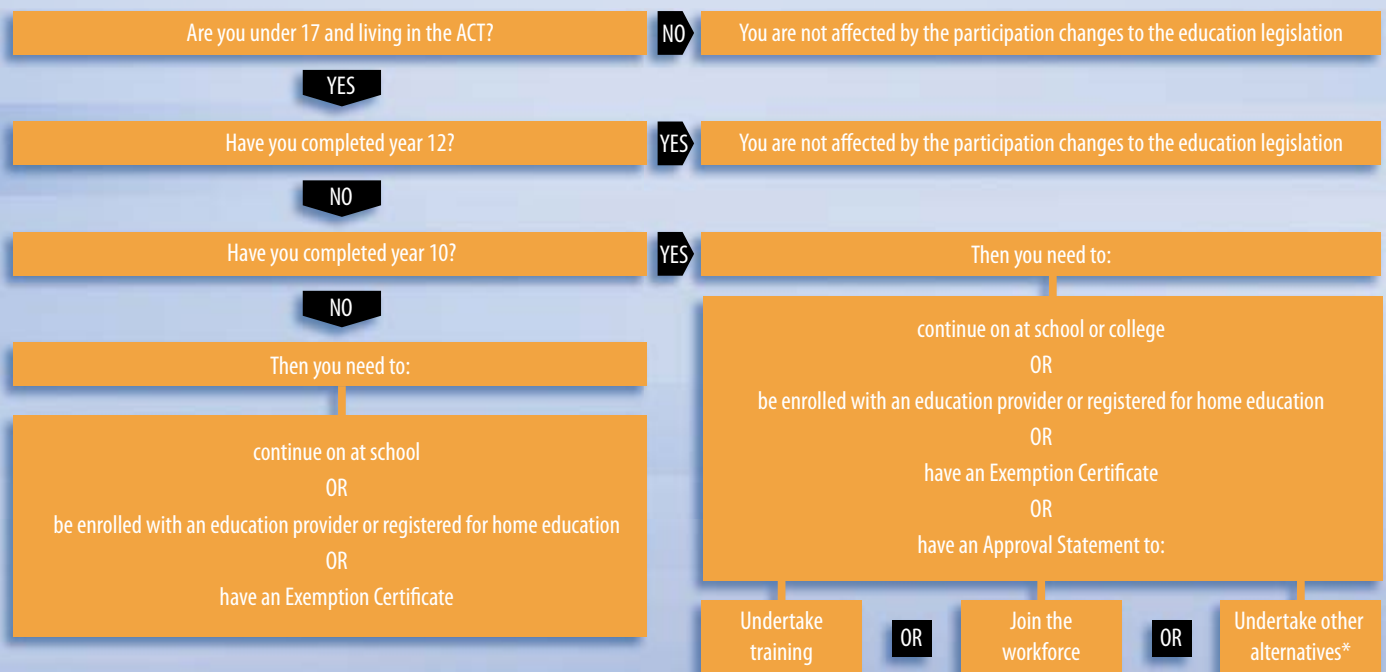 Are you under 17 and living in the ACT?
NO
You are not affected by the participation changes to the education legislation
YES
Have you completed year 12?
YES
You are not affected by the participation changes to the education legislation
NO
Have you completed year 10?
YES
Then you need to:
continue on at school or college
OR
be enrolled with an education provider or registered for home education
OR
have an Exemption Certificate
OR
have an Approval Statement to:
Undertake
training
OR
Join the
workforce
OR
Undertake other
alternatives*
NO
Then you need to:
continue on at school
OR
be enrolled with an education provider or registered for home education
OR
have an Exemption Certificate